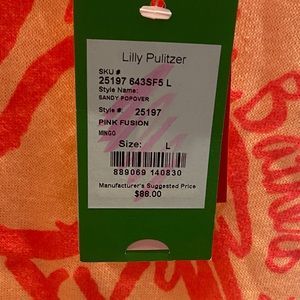 Lilly Pulitzer
SKU #
25197 643SF5 L
Style Name:
SANDY POPOVER
Style #: 25197
PINK FUSION
MINGO
Size: L
889069 140830
Manufacturer's Suggested Price
$88.00